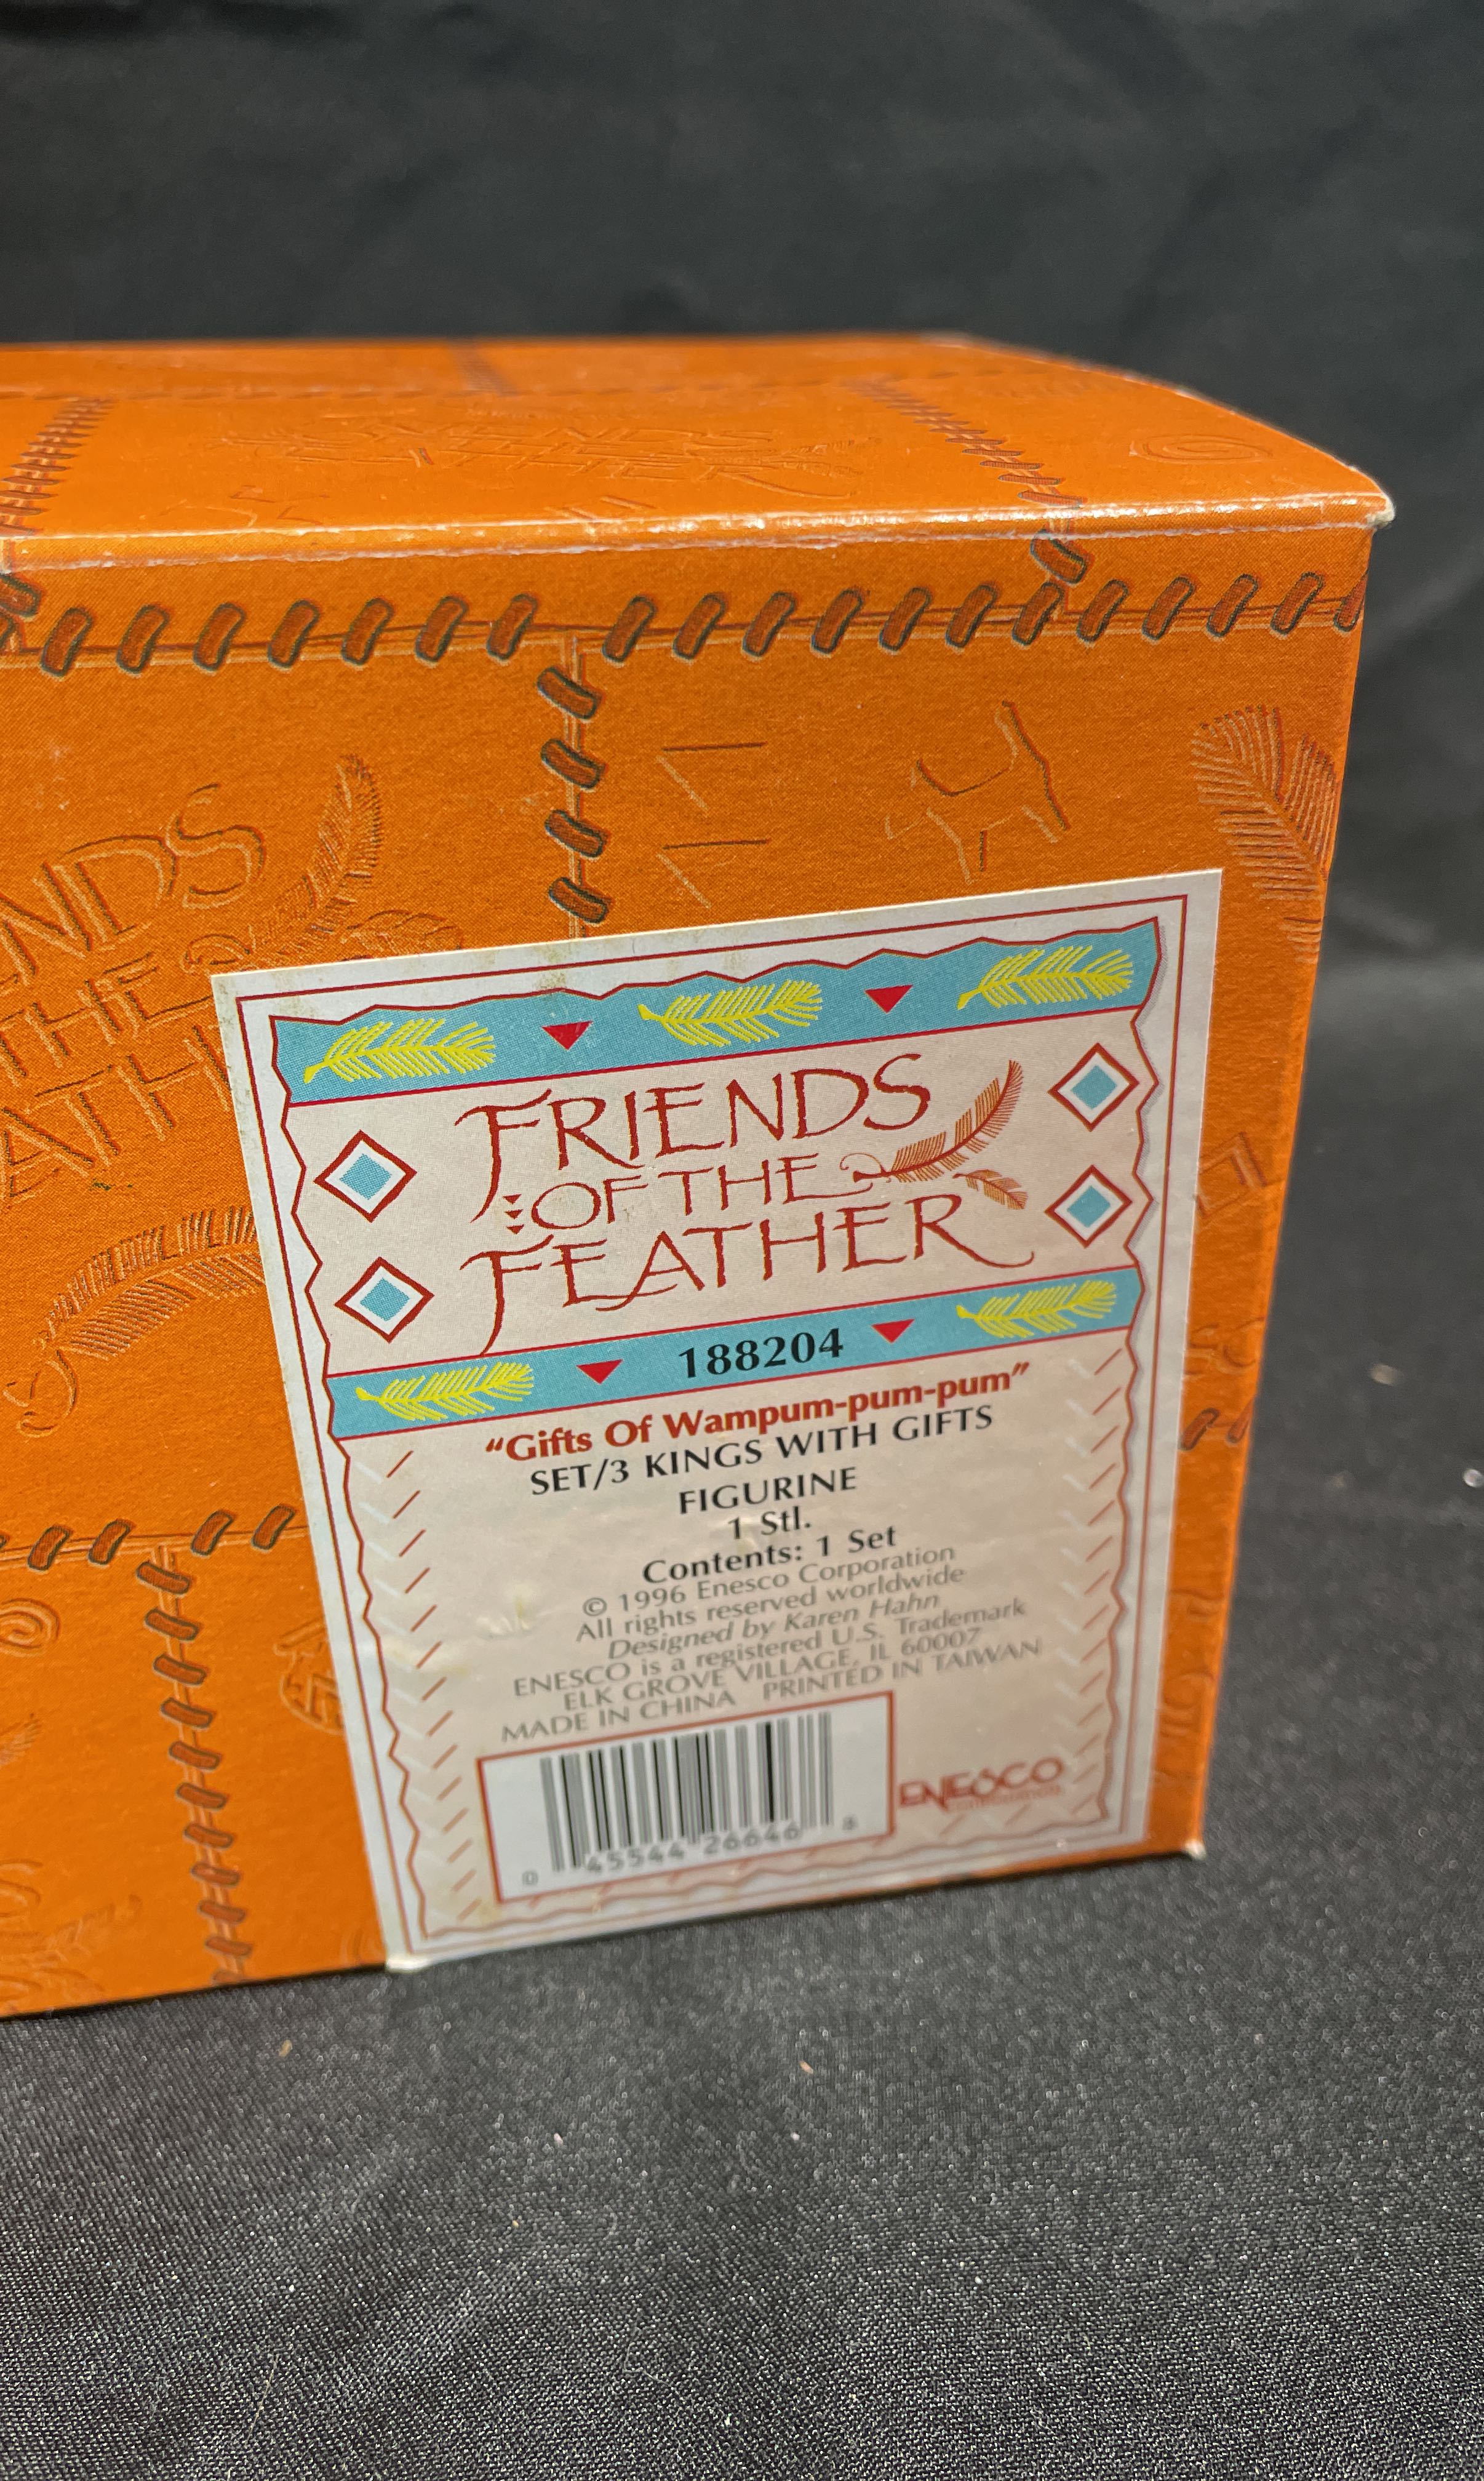 FRIENDS
OF THE
FEATHER
188204
"Gifts Of Wampum-pum-pum"
SET/3 KINGS WITH GIFTS
FIGURINE
1 Stl.
Contents: 1 Set
© 1996 Enesco Corporation
All rights reserved worldwide
Designed by Karen Hahn
ENESCO is a registered U.S. Trademark
ELK GROVE VILLAGE, IL 60007
MADE IN CHINA PRINTED IN TAIWAN
ENESCO
0 45544 26646 8
FRIENDS
FEATHER
ENDS
THE
ATH